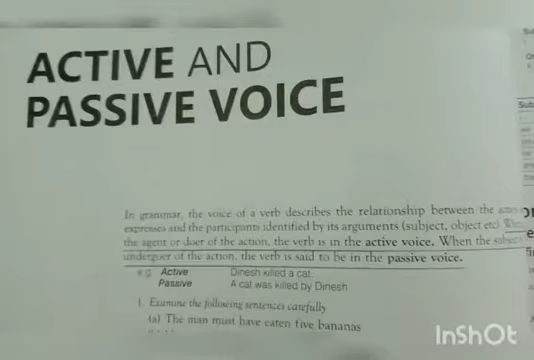 ACTIVE AND
PASSIVE VOICE
In grammar, the voice of a verb describes the relationship between the action
expresses and the participants identified by its arguments (subject, object etc) When
the agent or doer of the action, the verb is in the active voice. When the subject
undergoer of the action, the verb is said to be in the passive voice.
e.g. Active Dinesh killed a cat
Passive A cat was killed by Dinesh
1. Examine the following sentences carefully
(a) The man must have eaten five bananas
InShOt